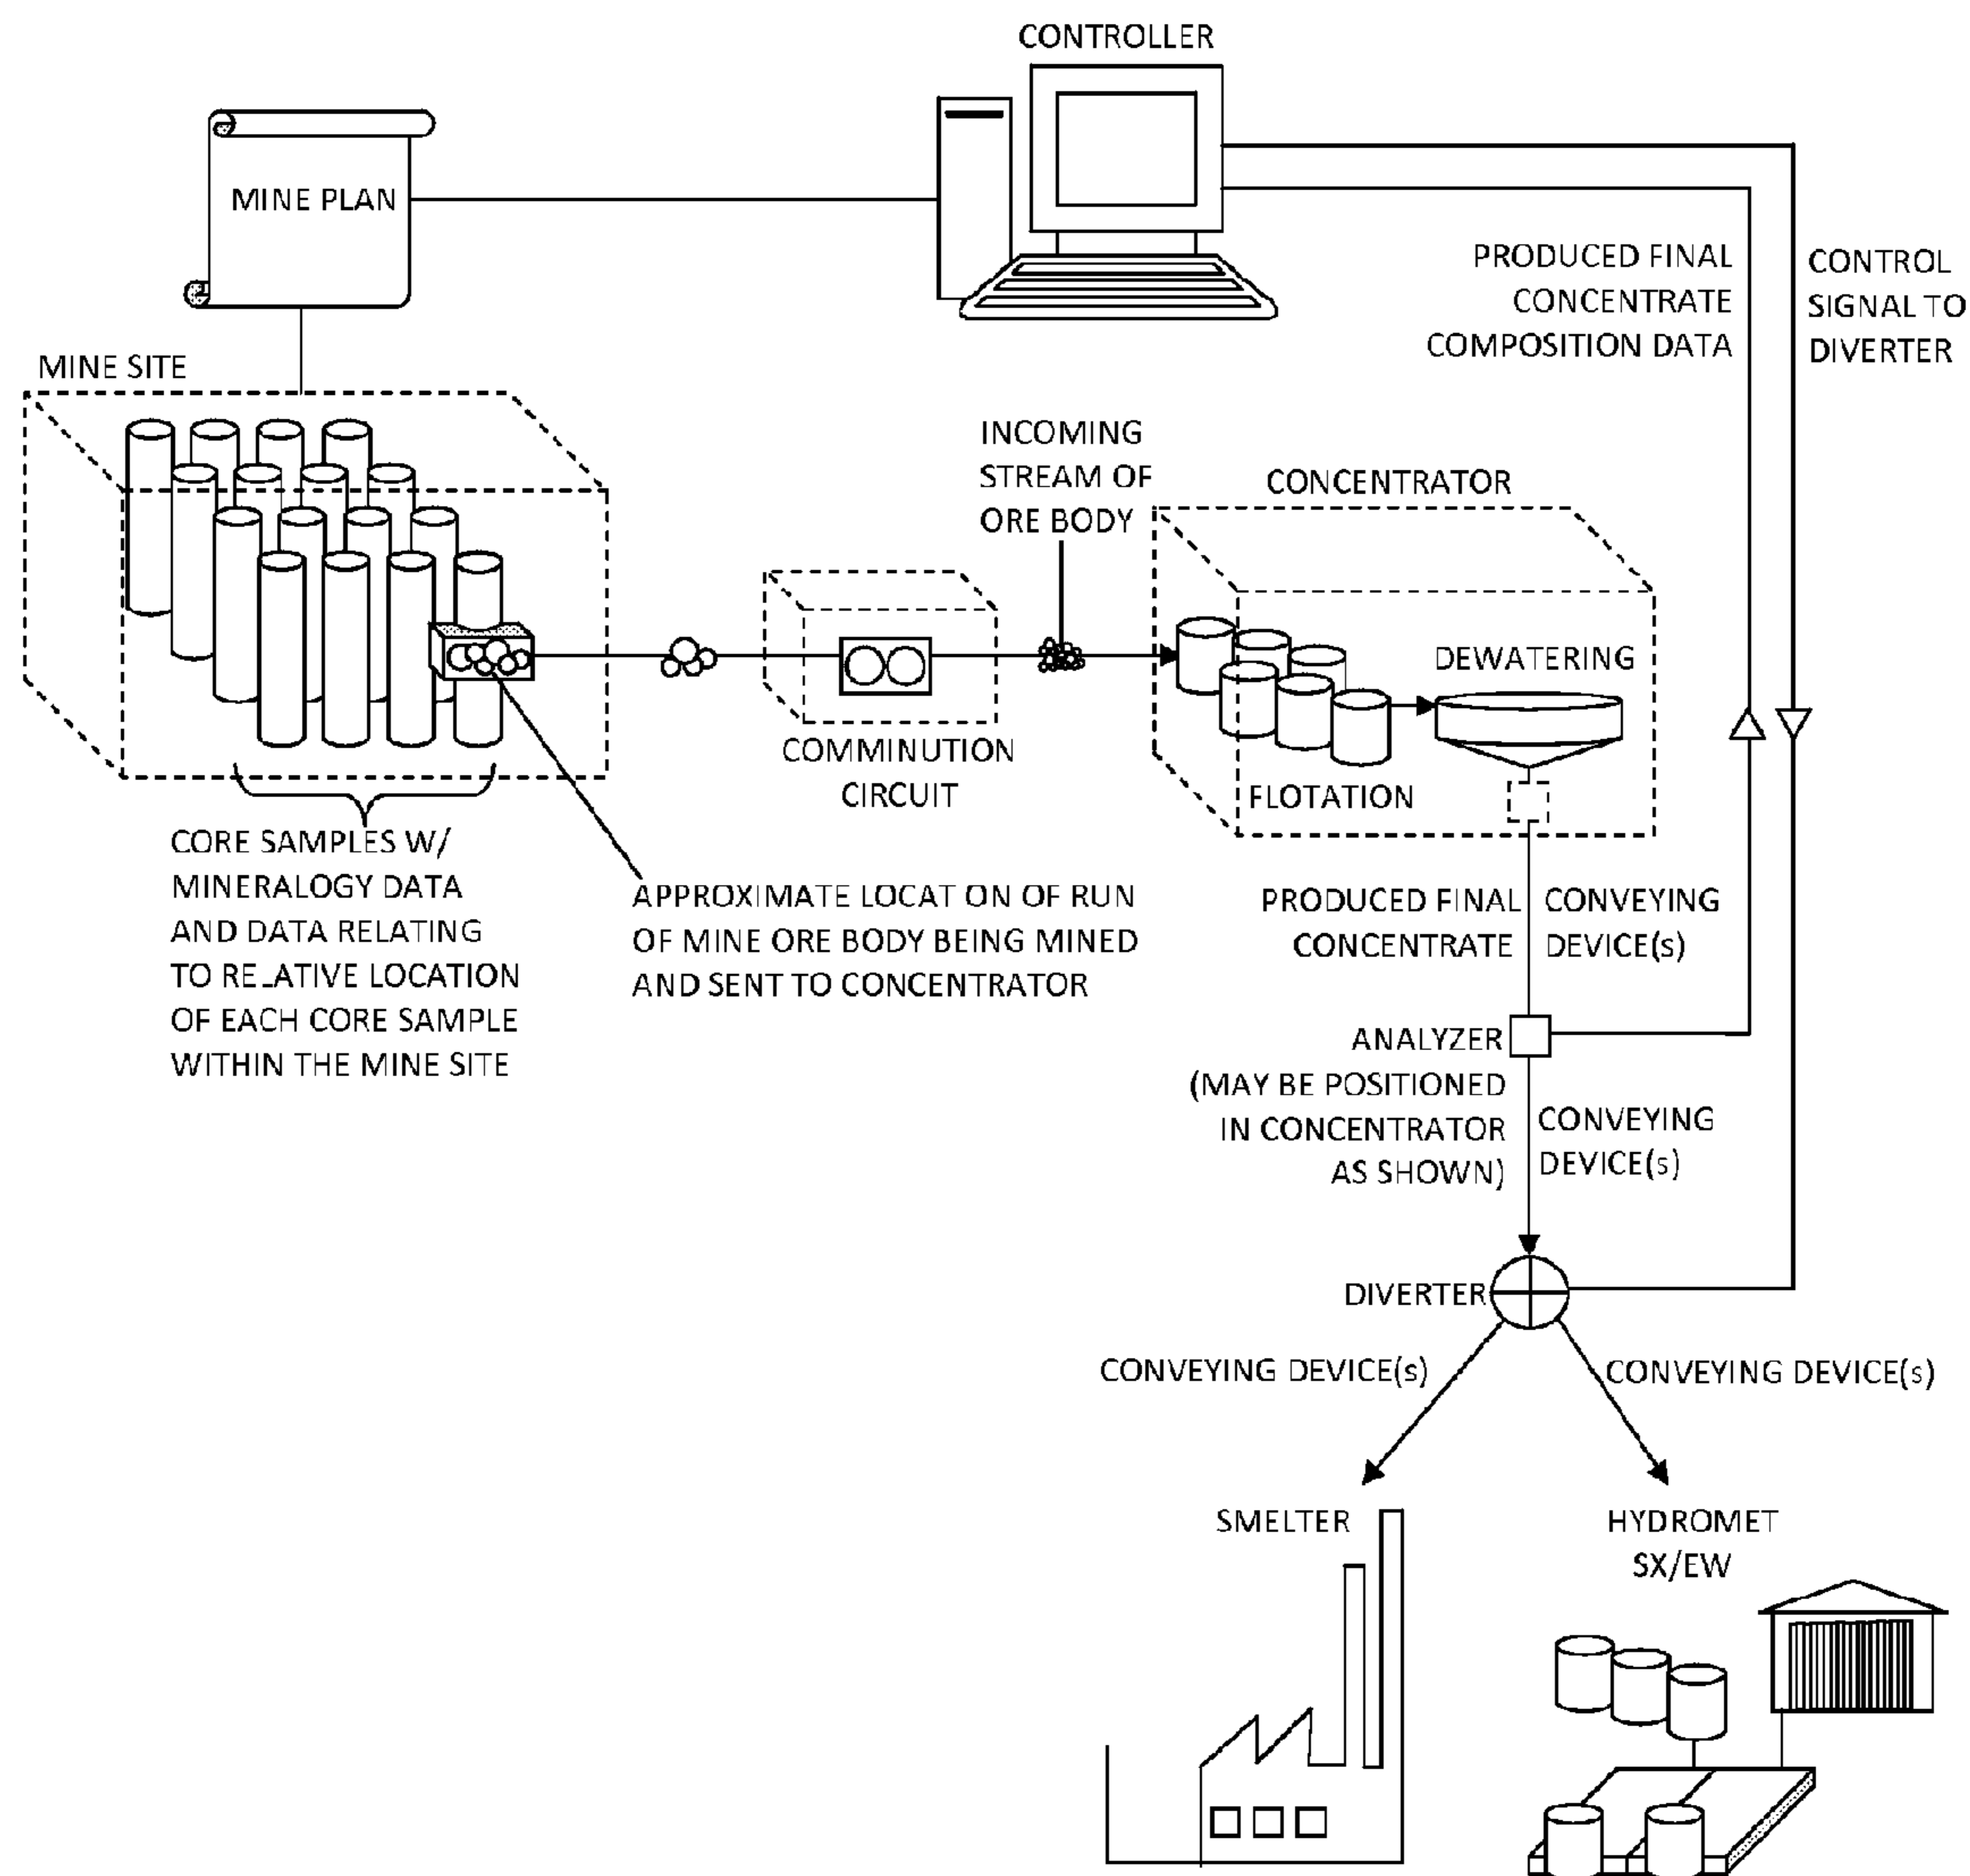 CONTROLLER
MINE PLAN
PRODUCED FINAL
CONCENTRATE
COMPOSITION DATA
CONTROL
SIGNAL TO
DIVERTER
MINE SITE
INCOMING
STREAM OF
ORE BODY
CONCENTRATOR
DEWATERING
COMMINUTION
CIRCUIT
FLOTATION
CORE SAMPLES W/
MINERALOGY DATA
AND DATA RELATING
TO RELATIVE LOCATION
OF EACH CORE SAMPLE
WITHIN THE MINE SITE
APPROXIMATE LOCATION OF RUN
OF MINE ORE BODY BEING MINED
AND SENT TO CONCENTRATOR
PRODUCED FINAL
CONCENTRATE
CONVEYING
DEVICE(s)
ANALYZER
(MAY BE POSITIONED
IN CONCENTRATOR
AS SHOWN)
CONVEYING
DEVICE(s)
DIVERTER
CONVEYING DEVICE(s)
CONVEYING DEVICE(s)
SMELTER
HYDROMET
SX/EW